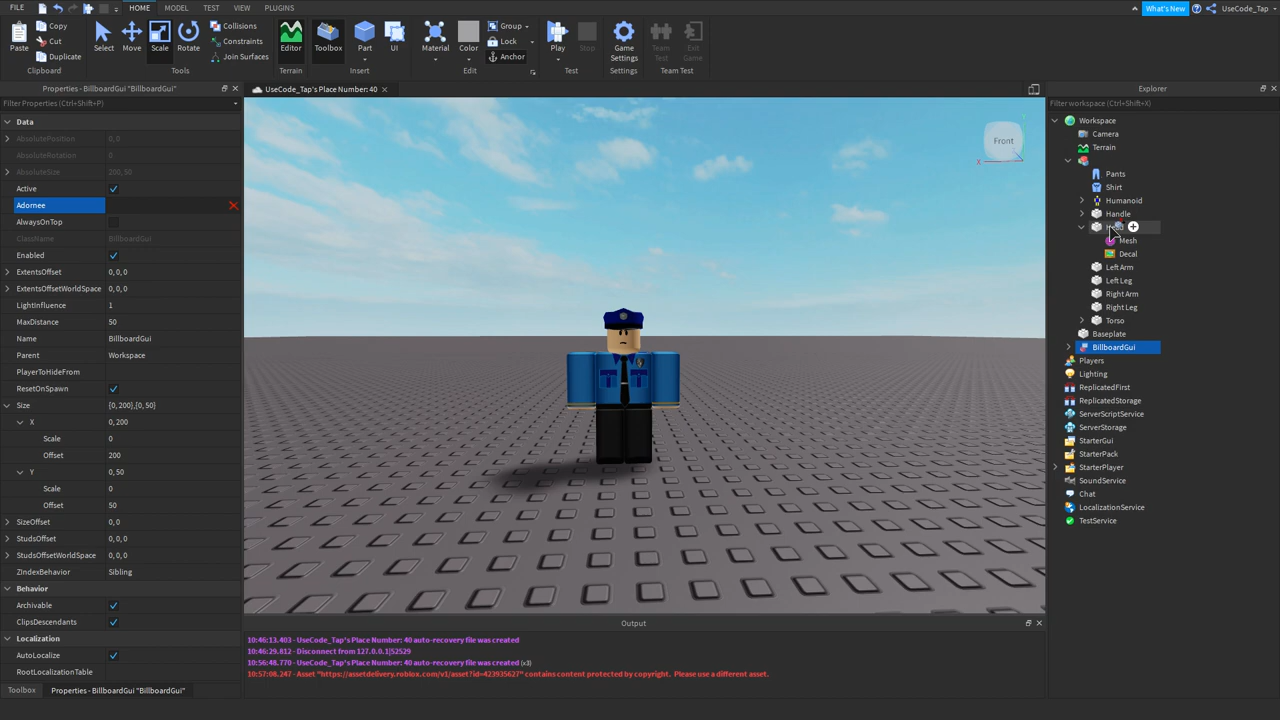 FILE
HOME
MODEL
TEST
VIEW
PLUGINS
What's New
UseCode_Tap
Paste
Copy
Cut
Duplicate
Clipboard
Select
Move
Scale
Rotate
Collisions
Constraints
Join Surfaces
Tools
Editor
Terrain
Toolbox
Part
UI
Insert
Material
Color
Group
Lock
Anchor
Edit
Play
Stop
Test
Game
Settings
Settings
Team
Test
Exit
Game
Team Test
Properties - BillboardGui "BillboardGui"
Filter Properties (Ctrl+Shift+P)
Data
AbsolutePosition 0,0
AbsoluteRotation 0
AbsoluteSize 200, 50
Active
Adornee
AlwaysOnTop
ClassName BillboardGui
Enabled
ExtentsOffset 0,0,0
ExtentsOffsetWorldSpace 0,0,0
LightInfluence 1
MaxDistance 50
Name BillboardGui
Parent Workspace
PlayerToHideFrom
ResetOnSpawn
Size {0, 200},{0, 50}
X 0,200
Scale 0
Offset 200
Y 0,50
Scale 0
Offset 50
SizeOffset 0,0
StudsOffset 0,0,0
StudsOffsetWorldSpace 0,0,0
ZIndexBehavior Sibling
Behavior
Archivable
ClipsDescendants
Localization
AutoLocalize
RootLocalizationTable
Toolbox
Properties - BillboardGui "BillboardGui"
UseCode_Tap's Place Number: 40
Front
X
Output
10:46:13.403 - UseCode_Tap's Place Number: 40 auto-recovery file was created
10:46:29.812 - Disconnect from 127.0.0.1|52529
10:56:48.770 - UseCode_Tap's Place Number: 40 auto-recovery file was created (x3)
10:57:08.247 - Asset "https://assetdelivery.roblox.com/v1/asset?id=423935627" contains content protected by copyright. Please use a different asset.
Explorer
Filter workspace (Ctrl+Shift+X)
Workspace
Camera
Terrain
Pants
Shirt
Humanoid
Handle
Mesh
Decal
Left Arm
Left Leg
Right Arm
Right Leg
Torso
Baseplate
BillboardGui
Players
Lighting
ReplicatedFirst
ReplicatedStorage
ServerScriptService
ServerStorage
StarterGui
StarterPack
StarterPlayer
SoundService
Chat
LocalizationService
TestService